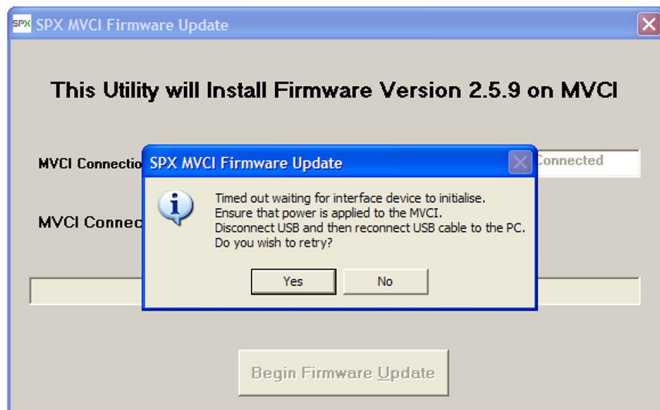 SPX SPX MVCI Firmware Update
This Utility will Install Firmware Version 2.5.9 on MVCI
MVCI Connectio
Connected
SPX MVCI Firmware Update
Timed out waiting for interface device to initialise.
Ensure that power is applied to the MVCI.
Disconnect USB and then reconnect USB cable to the PC.
Do you wish to retry?
MVCI Connec
Yes No
Begin Firmware Update